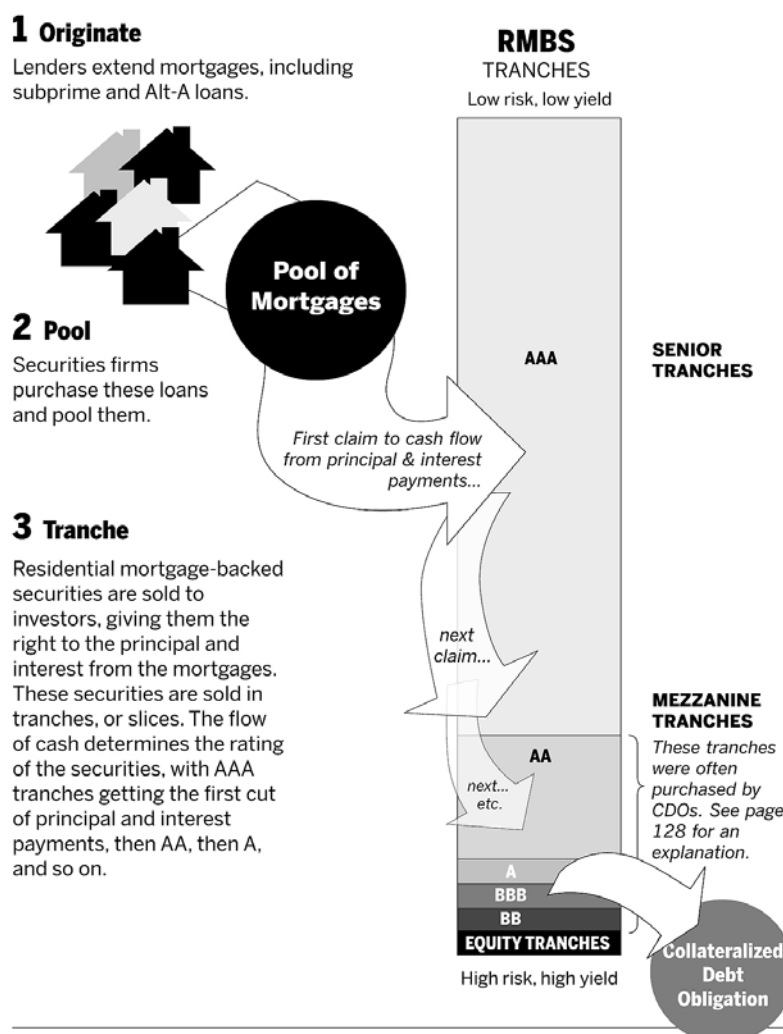 1 Originate
Lenders extend mortgages, including
subprime and Alt-A loans.
Pool of
Mortgages
2 Pool
Securities firms
purchase these loans
and pool them.
First claim to cash flow
from principal & interest
payments...
3 Tranche
Residential mortgage-backed
securities are sold to
investors, giving them the
right to the principal and
interest from the mortgages.
These securities are sold in
tranches, or slices. The flow
of cash determines the rating
of the securities, with AAA
tranches getting the first cut
of principal and interest
payments, then AA, then A,
and so on.
RMBS
TRANCHES
Low risk, low yield
AAA
SENIOR
TRANCHES
next
claim...
MEZZANINE
TRANCHES
These tranches
were often
purchased by
CDOs. See page
128 for an
explanation.
AA
next...
etc.
A
BBB
BB
EQUITY TRANCHES
High risk, high yield
Collateralized
Debt
Obligation